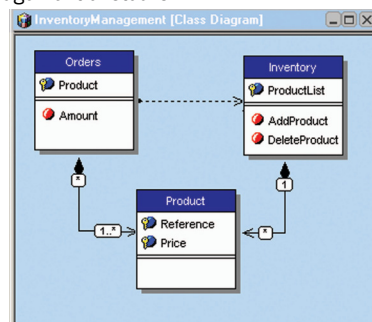 InventoryManagement [Class Diagram]
Orders
Product
Amount
Inventory
ProductList
AddProduct
DeleteProduct
*
1
Product
Reference
Price
1..*
*